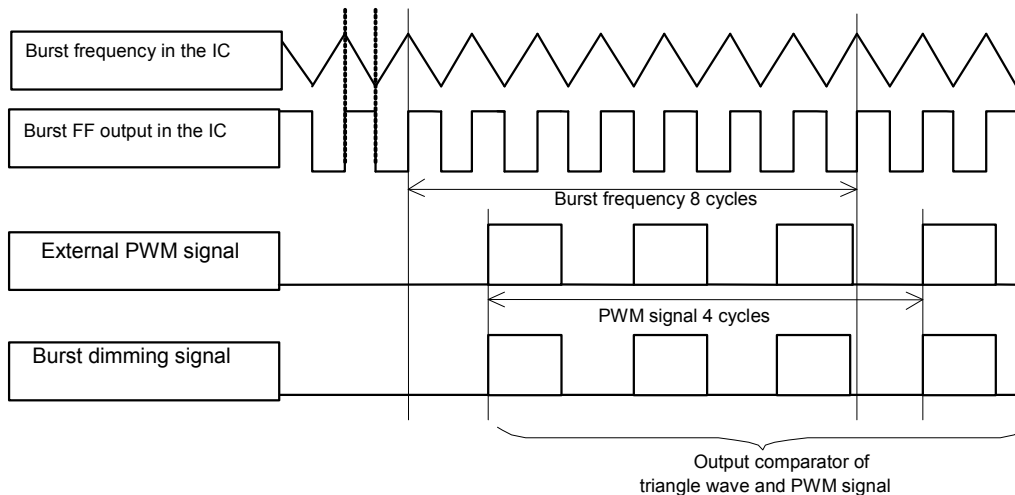 Burst frequency in the IC
Burst FF output in the IC
Burst frequency 8 cycles
External PWM signal
PWM signal 4 cycles
Burst dimming signal
Output comparator of
triangle wave and PWM signal